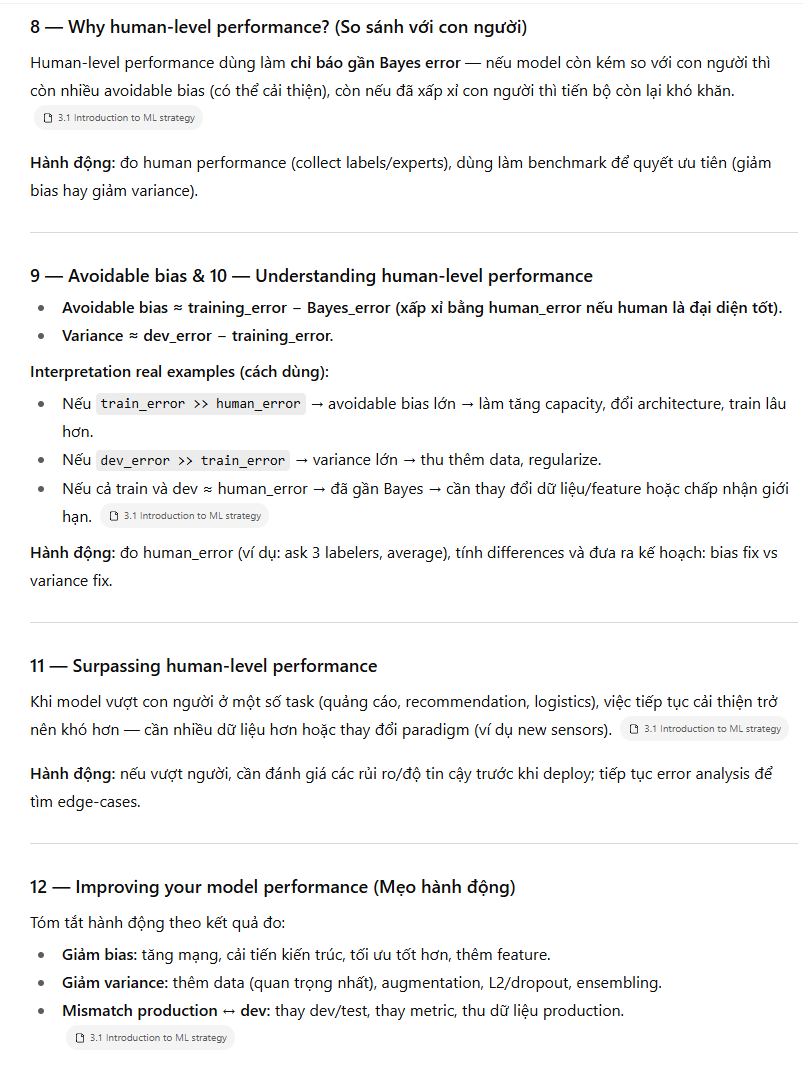 8 — Why human-level performance? (So sánh với con người)
Human-level performance dùng làm chỉ báo gần Bayes error — nếu model còn kém so với con người thì
còn nhiều avoidable bias (có thể cải thiện), còn nếu đã xấp xỉ con người thì tiến bộ còn lại khó khăn.
3.1 Introduction to ML strategy
Hành động: đo human performance (collect labels/experts), dùng làm benchmark để quyết ưu tiên (giảm
bias hay giảm variance).
9 — Avoidable bias & 10 — Understanding human-level performance
• Avoidable bias ≈ training_error − Bayes_error (xấp xỉ bằng human_error nếu human là đại diện tốt).
• Variance ≈ dev_error − training_error.
Interpretation real examples (cách dùng):
• Nếu train_error >> human_error → avoidable bias lớn → làm tăng capacity, đổi architecture, train lâu
hơn.
• Nếu dev_error >> train_error → variance lớn → thu thêm data, regularize.
• Nếu cả train và dev ≈ human_error → đã gần Bayes → cần thay đổi dữ liệu/feature hoặc chấp nhận giới
hạn. 3.1 Introduction to ML strategy
Hành động: đo human_error (ví dụ: ask 3 labelers, average), tính differences và đưa ra kế hoạch: bias fix vs
variance fix.
11 — Surpassing human-level performance
Khi model vượt con người ở một số task (quảng cáo, recommendation, logistics), việc tiếp tục cải thiện trở
nên khó hơn — cần nhiều dữ liệu hơn hoặc thay đổi paradigm (ví dụ new sensors). 3.1 Introduction to ML strategy
Hành động: nếu vượt người, cần đánh giá các rủi ro/độ tin cậy trước khi deploy; tiếp tục error analysis để
tìm edge-cases.
12 — Improving your model performance (Mẹo hành động)
Tóm tắt hành động theo kết quả đo:
• Giảm bias: tăng mạng, cải tiến kiến trúc, tối ưu tốt hơn, thêm feature.
• Giảm variance: thêm data (quan trọng nhất), augmentation, L2/dropout, ensembling.
• Mismatch production ↔ dev: thay dev/test, thay metric, thu dữ liệu production.
3.1 Introduction to ML strategy